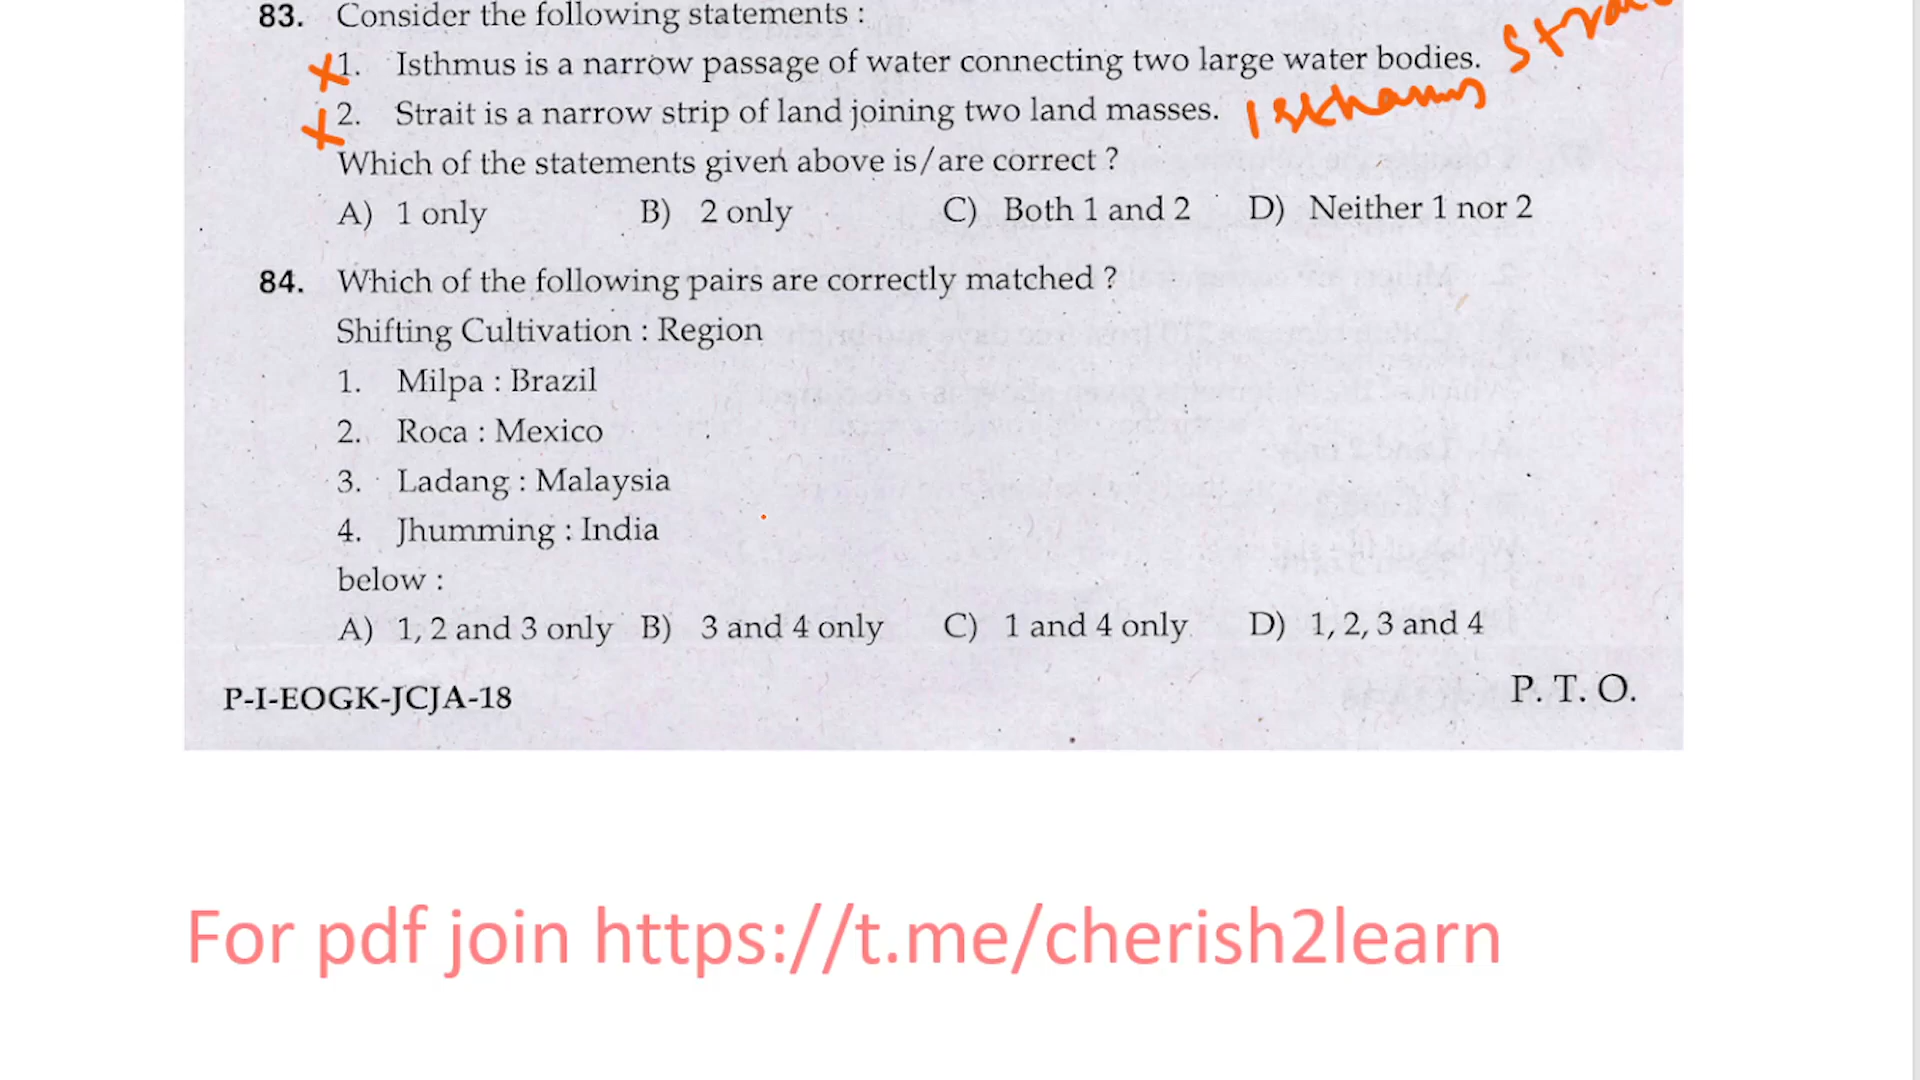 83. Consider the following statements :
1. Isthmus is a narrow passage of water connecting two large water bodies.
2. Strait is a narrow strip of land joining two land masses.
Which of the statements given above is/are correct ?
A) 1 only B) 2 only C) Both 1 and 2 D) Neither 1 nor 2
84. Which of the following pairs are correctly matched ?
Shifting Cultivation : Region
1. Milpa : Brazil
2. Roca : Mexico
3. Ladang : Malaysia
4. Jhumming : India
below :
A) 1, 2 and 3 only B) 3 and 4 only C) 1 and 4 only D) 1, 2, 3 and 4
P-I-EOGK-JCJA-18 P. T. O.
For pdf join https://t.me/cherish2learn